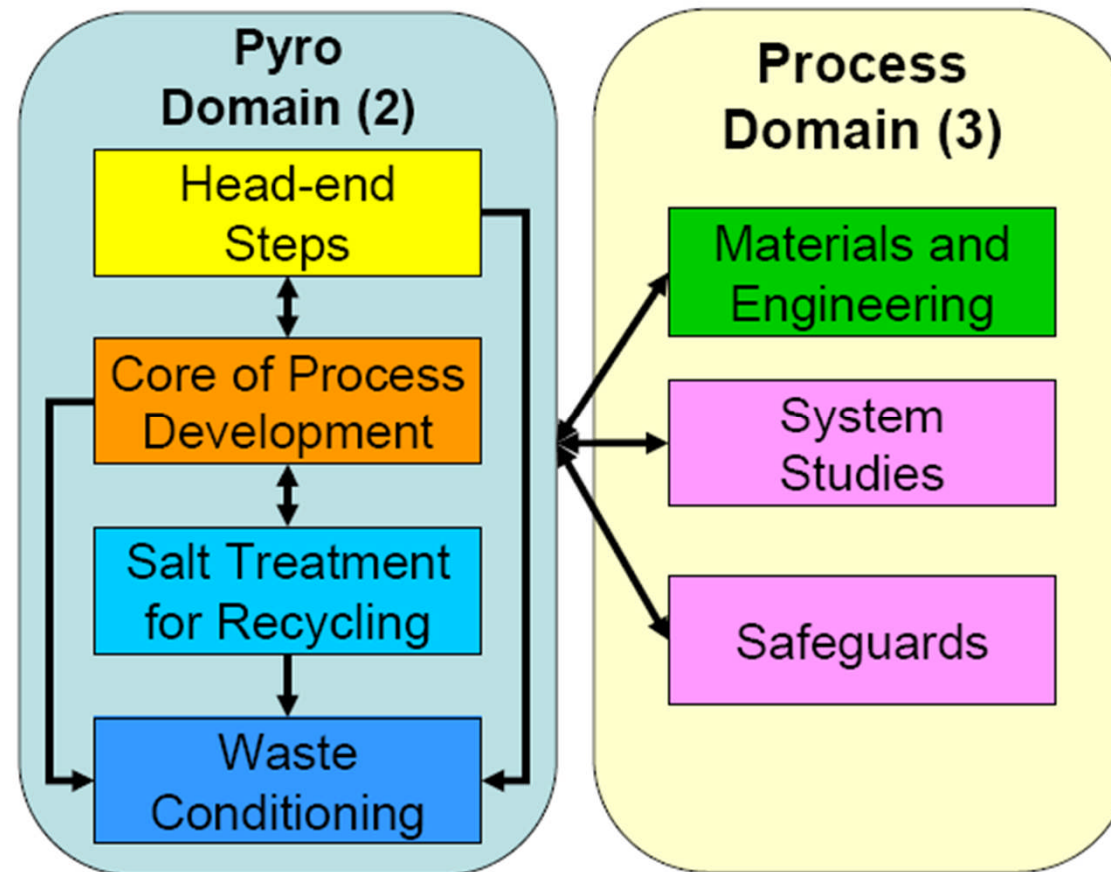 Pyro
Domain (2)
Head-end
Steps
Core of Process
Development
Salt Treatment
for Recycling
Waste
Conditioning
Process
Domain (3)
Materials and
Engineering
System
Studies
Safeguards